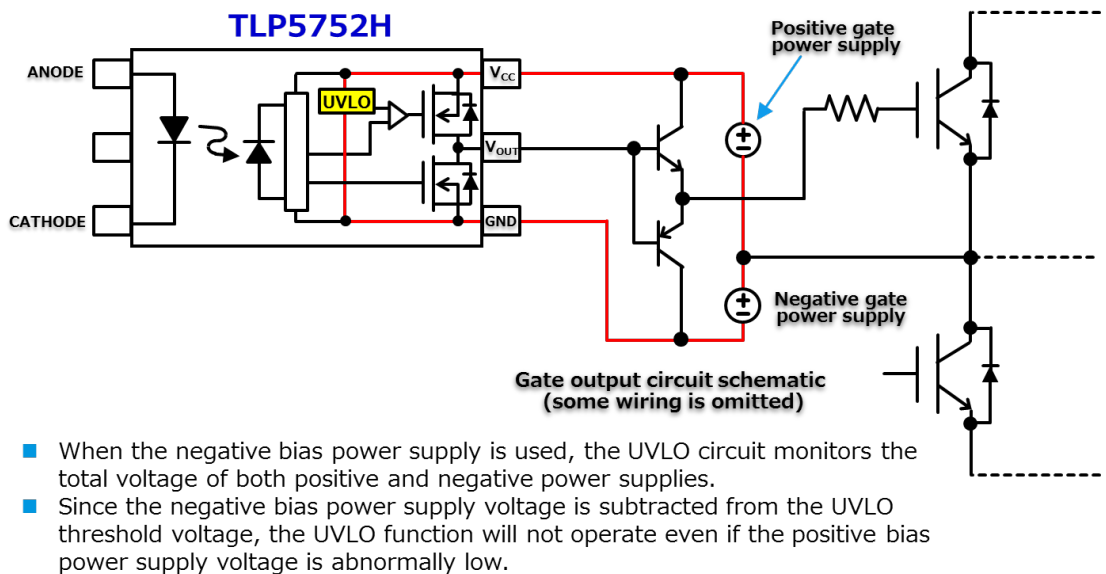 TLP5752H
Positive gate
power supply
ANODE
VCC
UVLO
VOUT
CATHODE
GND
Negative gate
power supply
Gate output circuit schematic
(some wiring is omitted)
■ When the negative bias power supply is used, the UVLO circuit monitors the
total voltage of both positive and negative power supplies.
■ Since the negative bias power supply voltage is subtracted from the UVLO
threshold voltage, the UVLO function will not operate even if the positive bias
power supply voltage is abnormally low.